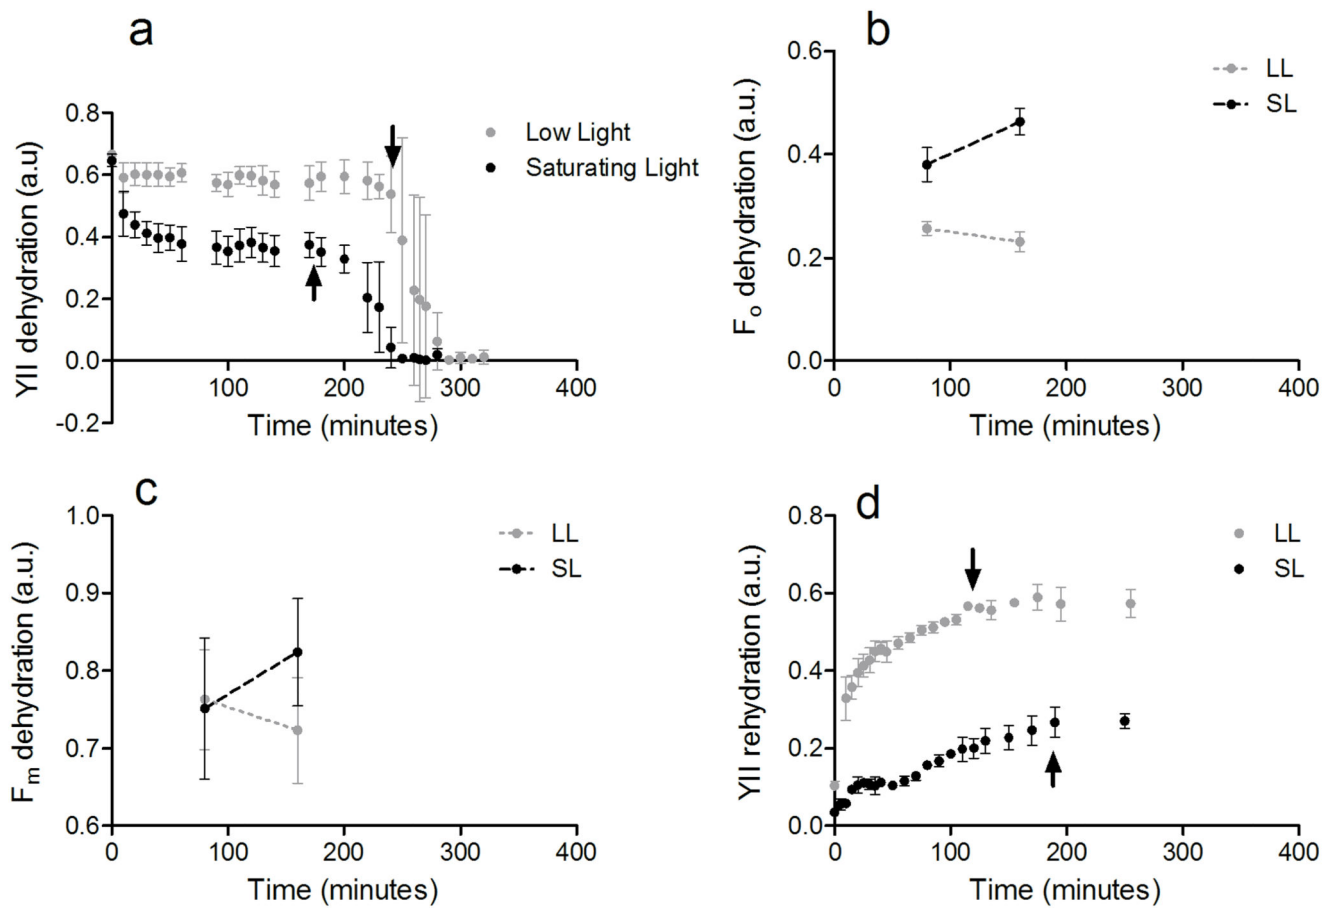 a
YII dehydration (a.u)
0.8
0.6
0.4
0.2
0.0
-0.2
100
200
300
400
Time (minutes)
Low Light
Saturating Light
b
F₀ dehydration (a.u.)
0.6
0.4
0.2
0.0
0
100
200
300
400
Time (minutes)
LL
SL
c
Fₘ dehydration (a.u.)
1.0
0.9
0.8
0.7
0.6
0
100
200
300
400
Time (minutes)
LL
SL
d
YII rehydration (a.u.)
0.8
0.6
0.4
0.2
0.0
0
100
200
300
400
Time (minutes)
LL
SL